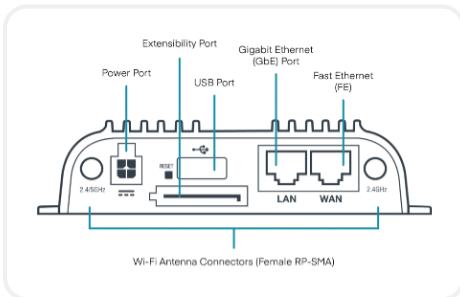 Extensibility Port
Gigabit Ethernet
(GbE) Port
Power Port
USB Port
Fast Ethernet
(FE)
RESET
2.4/5GHz
LAN
WAN
2.4GHz
Wi-Fi Antenna Connectors (Female RP-SMA)